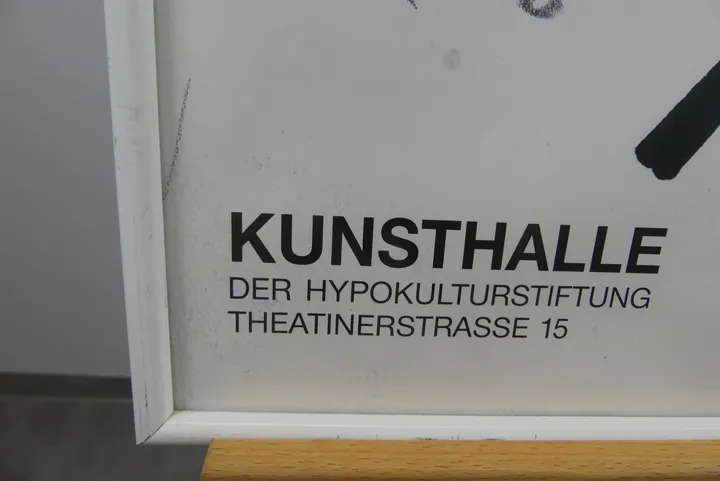 KUNSTHALLE
DER HYPOKULTURSTIFTUNG
THEATINERSTRASSE 15